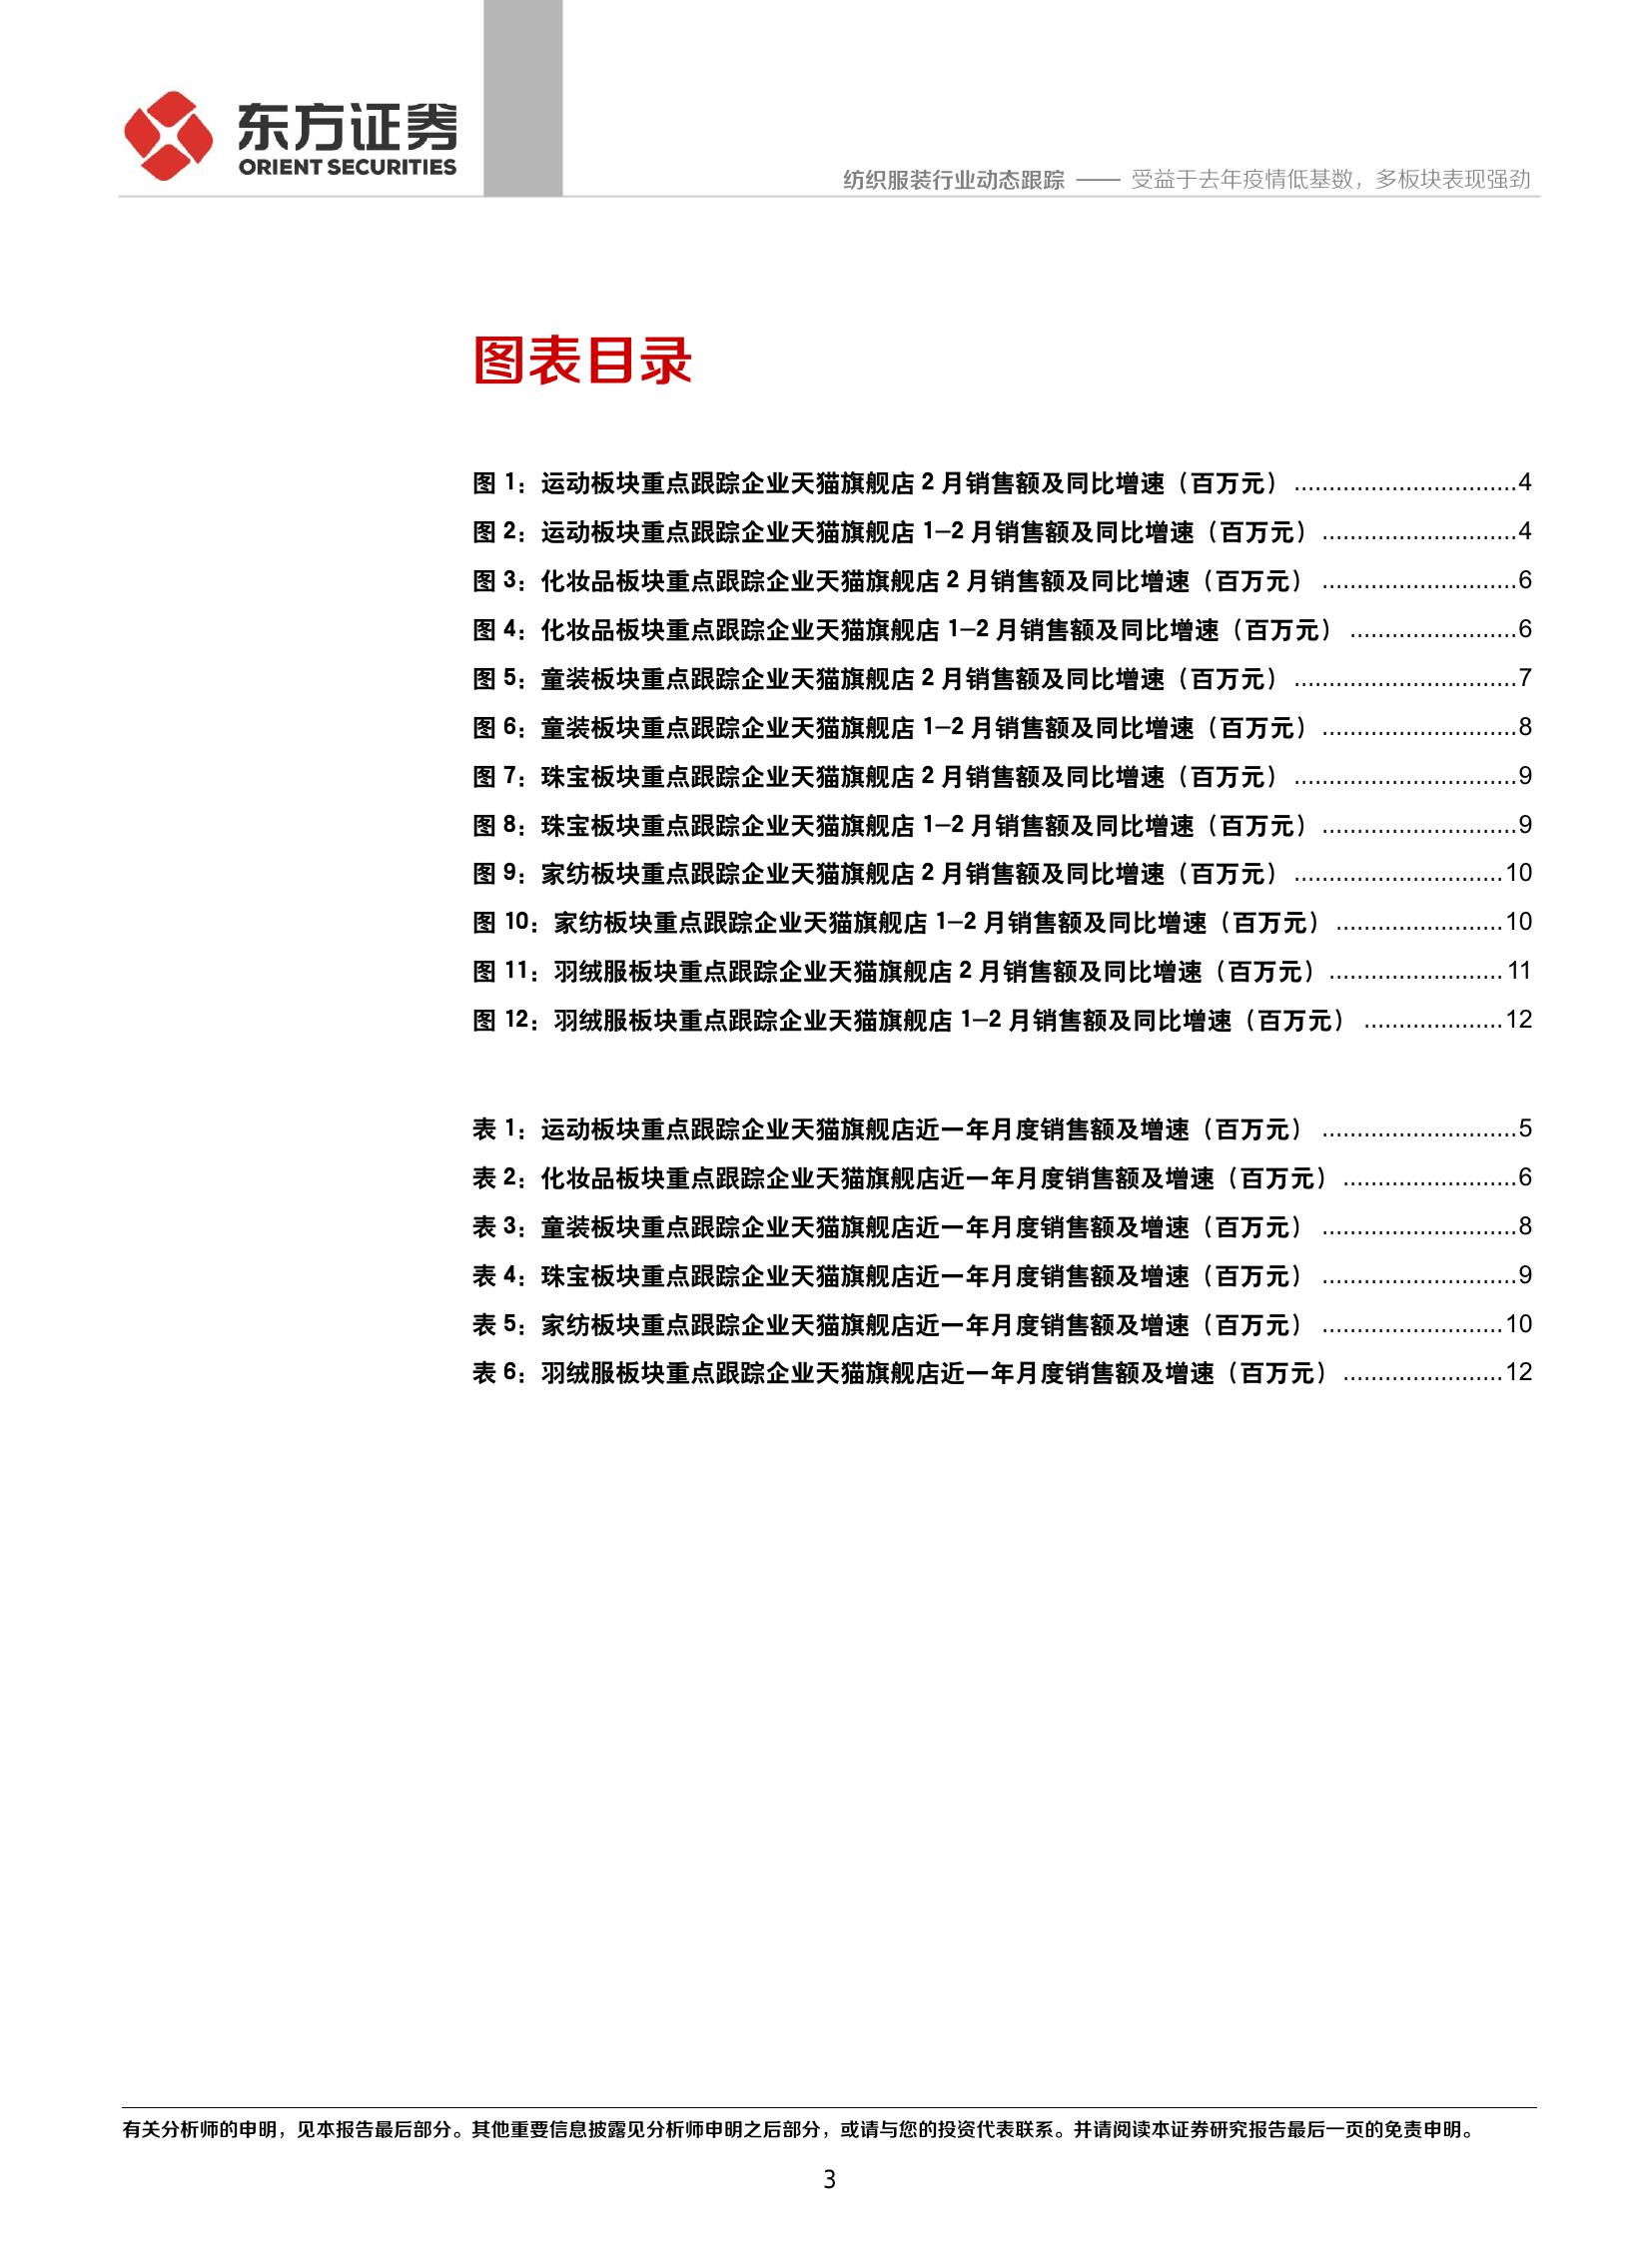 东方证券
ORIENT SECURITIES
纺织服装行业动态跟踪 —— 受益于去年疫情低基数，多板块表现强劲
图表目录
图 1：运动板块重点跟踪企业天猫旗舰店 2 月销售额及同比增速（百万元） ................................4
图 2：运动板块重点跟踪企业天猫旗舰店 1–2 月销售额及同比增速（百万元） ............................4
图 3：化妆品板块重点跟踪企业天猫旗舰店 2 月销售额及同比增速（百万元） ............................6
图 4：化妆品板块重点跟踪企业天猫旗舰店 1–2 月销售额及同比增速（百万元） ........................6
图 5：童装板块重点跟踪企业天猫旗舰店 2 月销售额及同比增速（百万元） ................................7
图 6：童装板块重点跟踪企业天猫旗舰店 1–2 月销售额及同比增速（百万元） ............................8
图 7：珠宝板块重点跟踪企业天猫旗舰店 2 月销售额及同比增速（百万元） ................................9
图 8：珠宝板块重点跟踪企业天猫旗舰店 1–2 月销售额及同比增速（百万元） ............................9
图 9：家纺板块重点跟踪企业天猫旗舰店 2 月销售额及同比增速（百万元） ..............................10
图 10：家纺板块重点跟踪企业天猫旗舰店 1–2 月销售额及同比增速（百万元） ........................10
图 11：羽绒服板块重点跟踪企业天猫旗舰店 2 月销售额及同比增速（百万元） .........................11
图 12：羽绒服板块重点跟踪企业天猫旗舰店 1–2 月销售额及同比增速（百万元） ....................12
表 1：运动板块重点跟踪企业天猫旗舰店近一年月度销售额及增速（百万元） ............................5
表 2：化妆品板块重点跟踪企业天猫旗舰店近一年月度销售额及增速（百万元） .........................6
表 3：童装板块重点跟踪企业天猫旗舰店近一年月度销售额及增速（百万元） ............................8
表 4：珠宝板块重点跟踪企业天猫旗舰店近一年月度销售额及增速（百万元） ............................9
表 5：家纺板块重点跟踪企业天猫旗舰店近一年月度销售额及增速（百万元） ..........................10
表 6：羽绒服板块重点跟踪企业天猫旗舰店近一年月度销售额及增速（百万元） .......................12
有关分析师的申明，见本报告最后部分。其他重要信息披露见分析师申明之后部分，或请与您的投资代表联系。并请阅读本证券研究报告最后一页的免责申明。
3